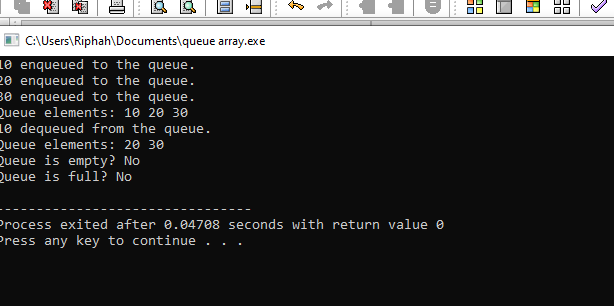 C:\Users\Riphah\Documents\queue array.exe
10 enqueued to the queue.
20 enqueued to the queue.
30 enqueued to the queue.
Queue elements: 10 20 30
10 dequeued from the queue.
Queue elements: 20 30
Queue is empty? No
Queue is full? No
--------------------------------
Process exited after 0.04708 seconds with return value 0
Press any key to continue . . .